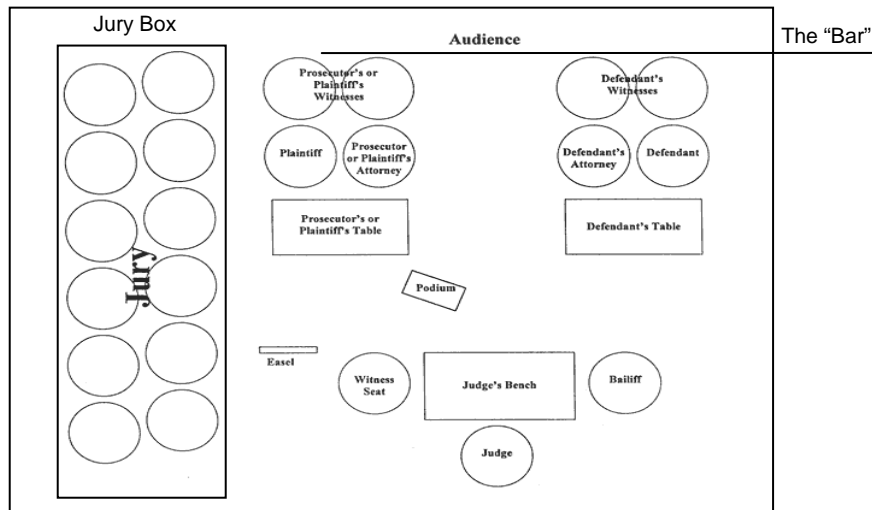 Jury Box
The “Bar”
Audience
Prosecutor's or
Plaintiff's
Witnesses
Defendant's
Witnesses
Plaintiff
Prosecutor
or Plaintiff's
Attorney
Defendant's
Attorney
Defendant
Prosecutor's or
Plaintiff's Table
Defendant's Table
Jury
Podium
Easel
Witness
Seat
Judge's Bench
Bailiff
Judge